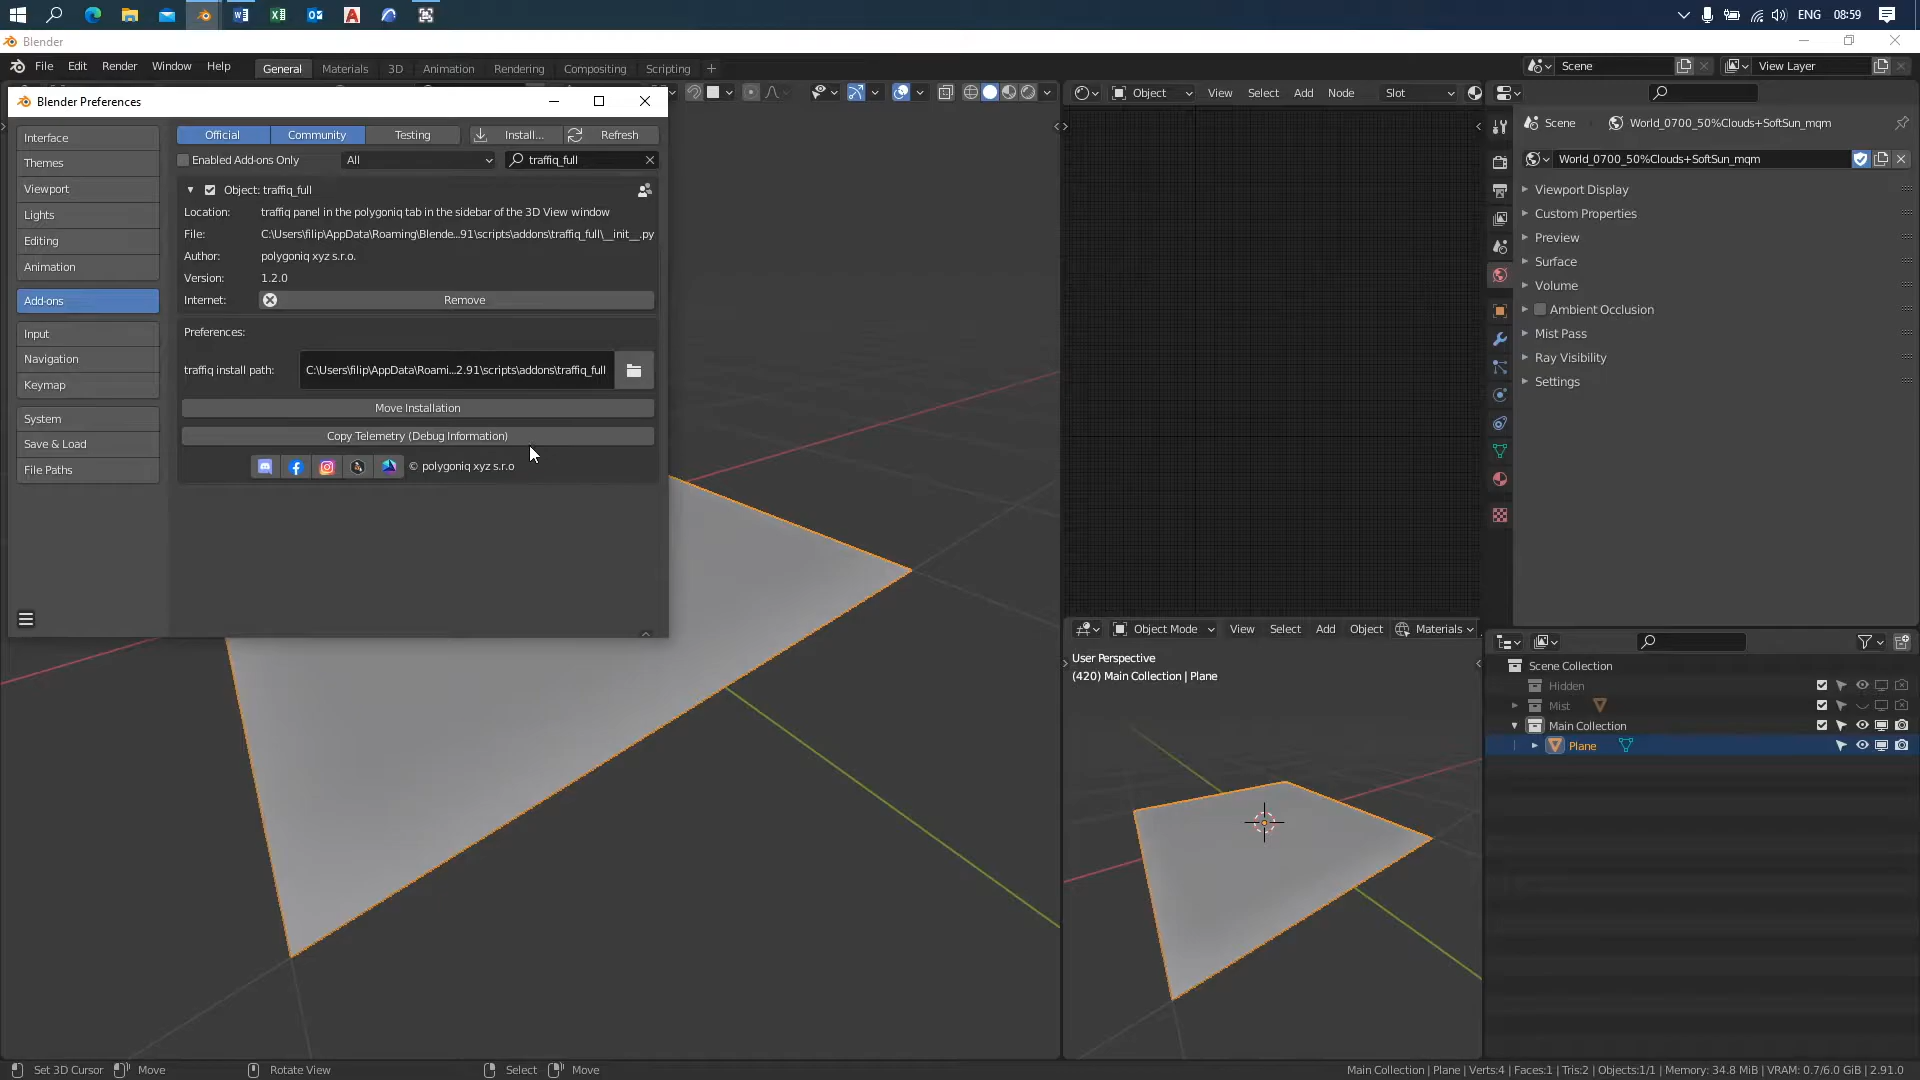 ENG
08:59
Blender
File
Edit
Render
Window
Help
General
Materials
3D
Animation
Rendering
Compositing
Scripting
+
Scene
View Layer
Blender Preferences
Object
View
Select
Add
Node
Slot
Interface
Themes
Viewport
Lights
Editing
Animation
Add-ons
Input
Navigation
Keymap
System
Save & Load
File Paths
Official
Community
Testing
Install...
Refresh
Enabled Add-ons Only
All
traffiq_full
Object: traffiq_full
Location: traffiq panel in the polygoniq tab in the sidebar of the 3D View window
File: C:\Users\filip\AppData\Roaming\Blende...91\scripts\addons\traffiq_full\__init__.py
Author: polygoniq xyz s.r.o.
Version: 1.2.0
Internet:
Remove
Preferences:
traffiq install path: C:\Users\filip\AppData\Roami...2.91\scripts\addons\traffiq_full
Move Installation
Copy Telemetry (Debug Information)
© polygoniq xyz s.r.o
Scene
World_0700_50%Clouds+SoftSun_mqm
World_0700_50%Clouds+SoftSun_mqm
Viewport Display
Custom Properties
Preview
Surface
Volume
Ambient Occlusion
Mist Pass
Ray Visibility
Settings
Object Mode
View
Select
Add
Object
Materials
User Perspective
(420) Main Collection | Plane
Scene Collection
Hidden
Mist
Main Collection
Plane
Set 3D Cursor
Move
Rotate View
Select
Move
Main Collection | Plane | Verts:4 | Faces:1 | Tris:2 | Objects:1/1 | Memory: 34.8 MiB | VRAM: 0.7/6.0 GiB | 2.91.0